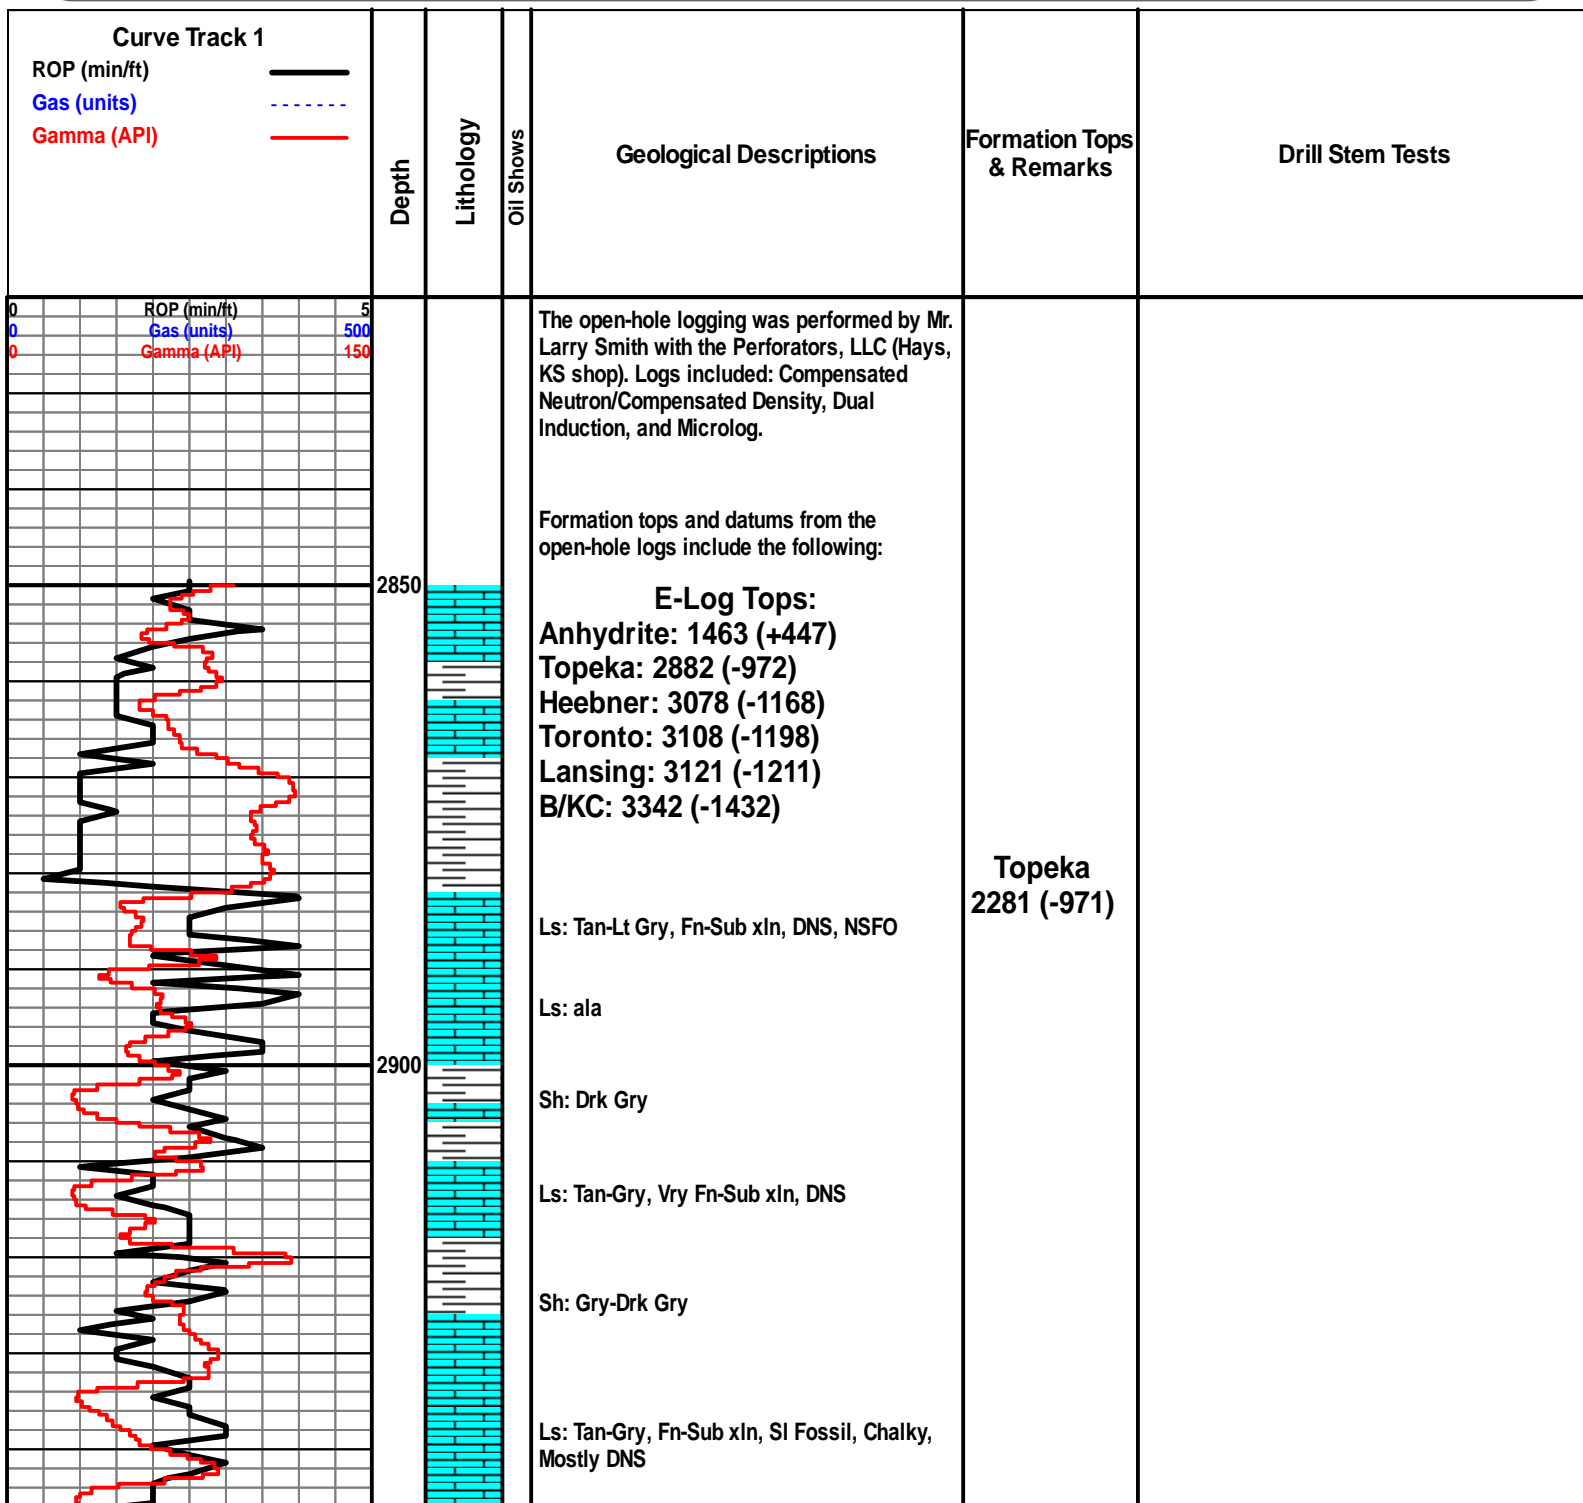 Curve Track 1
ROP (min/ft)
Gas (units)
Gamma (API)
Depth
Lithology
Oil Shows
Geological Descriptions
Formation Tops
& Remarks
Drill Stem Tests
0 ROP (min/ft) 5
0 Gas (units) 500
0 Gamma (API) 150
The open-hole logging was performed by Mr.
Larry Smith with the Perforators, LLC (Hays,
KS shop). Logs included: Compensated
Neutron/Compensated Density, Dual
Induction, and Microlog.
Formation tops and datums from the
open-hole logs include the following:
2850
E-Log Tops:
Anhydrite: 1463 (+447)
Topeka: 2882 (-972)
Heebner: 3078 (-1168)
Toronto: 3108 (-1198)
Lansing: 3121 (-1211)
B/KC: 3342 (-1432)
Topeka
2281 (-971)
Ls: Tan-Lt Gry, Fn-Sub xln, DNS, NSFO
Ls: ala
2900
Sh: Drk Gry
Ls: Tan-Gry, Vry Fn-Sub xln, DNS
Sh: Gry-Drk Gry
Ls: Tan-Gry, Fn-Sub xln, Sl Fossil, Chalky,
Mostly DNS